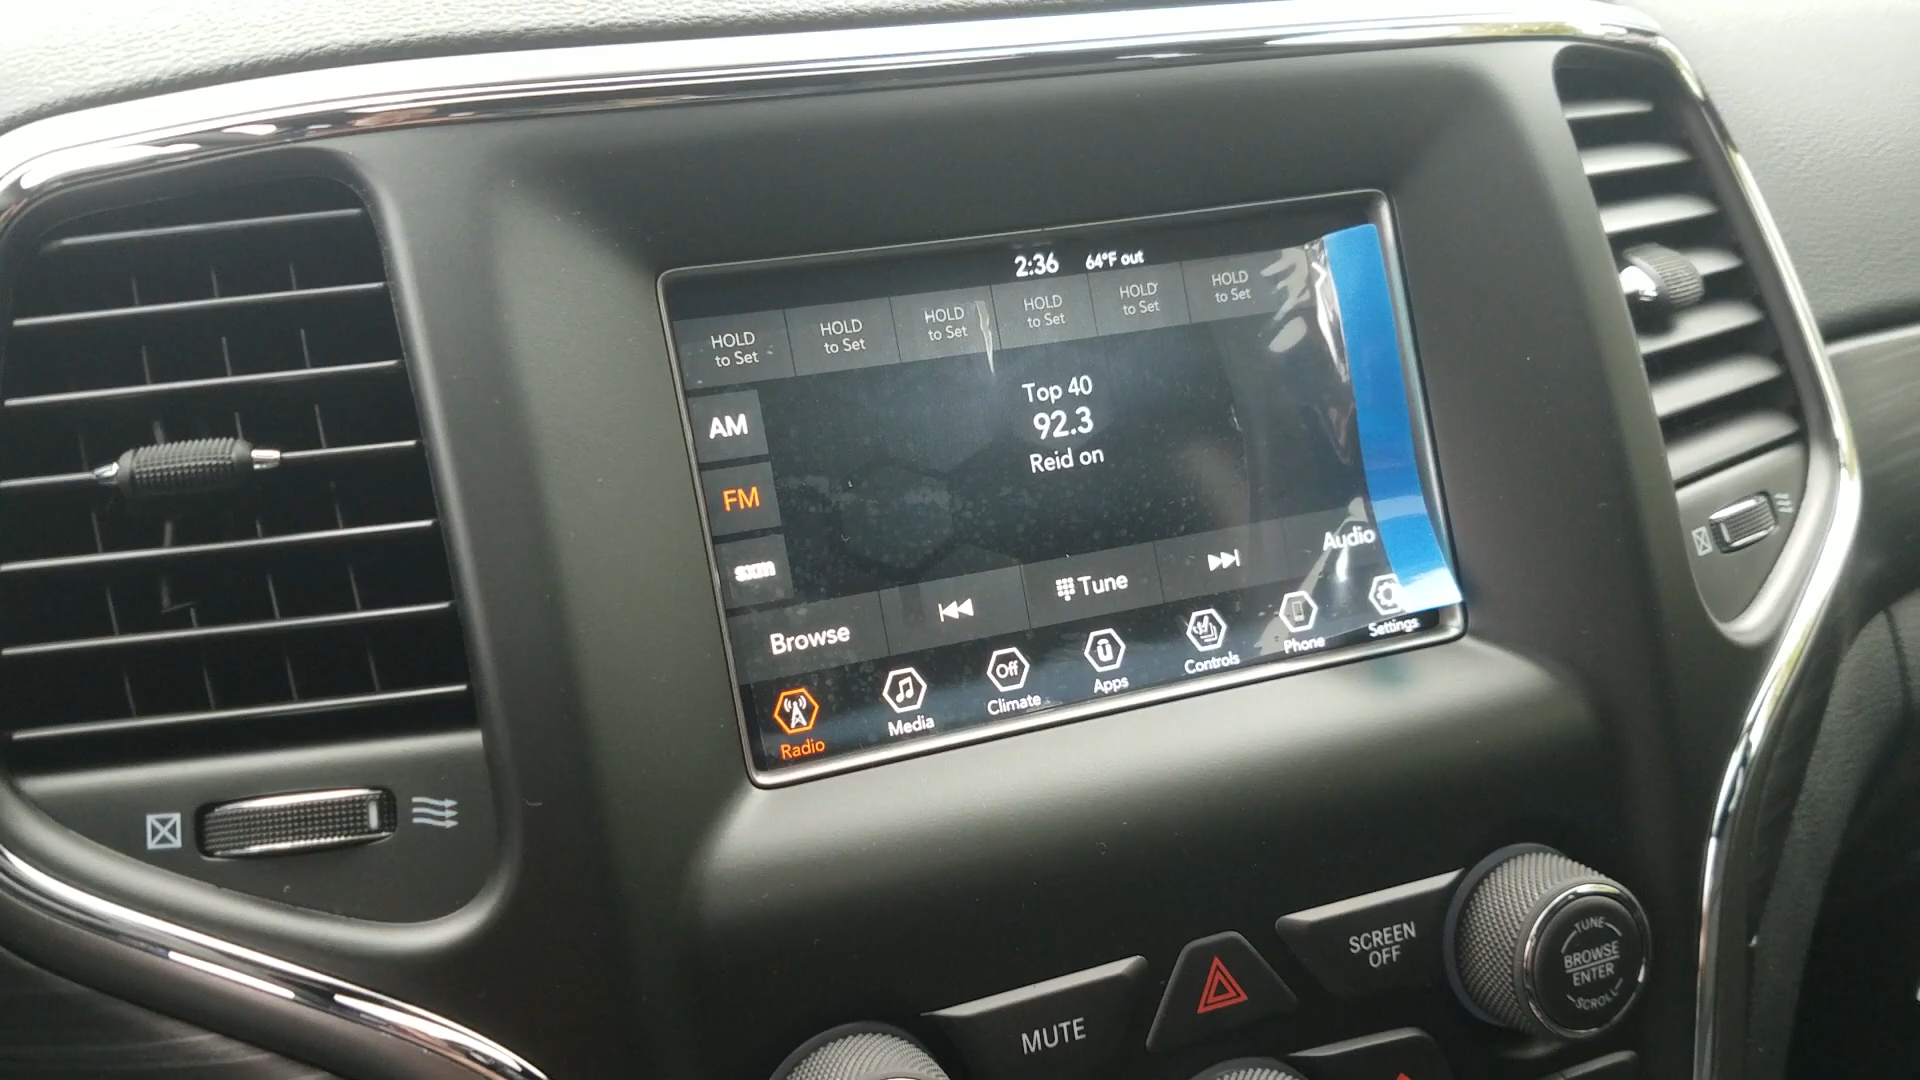 2:36 64°F out
HOLD
to Set
HOLD
to Set
HOLD
to Set
HOLD
to Set
HOLD
to Set
HOLD
to Set
AM
FM
sxm
Top 40
92.3
Reid on
Browse
Tune
Audio
Radio
Media
Off
Climate
Apps
Controls
Phone
Settings
MUTE
SCREEN
OFF
TUNE
BROWSE
ENTER
SCROLL